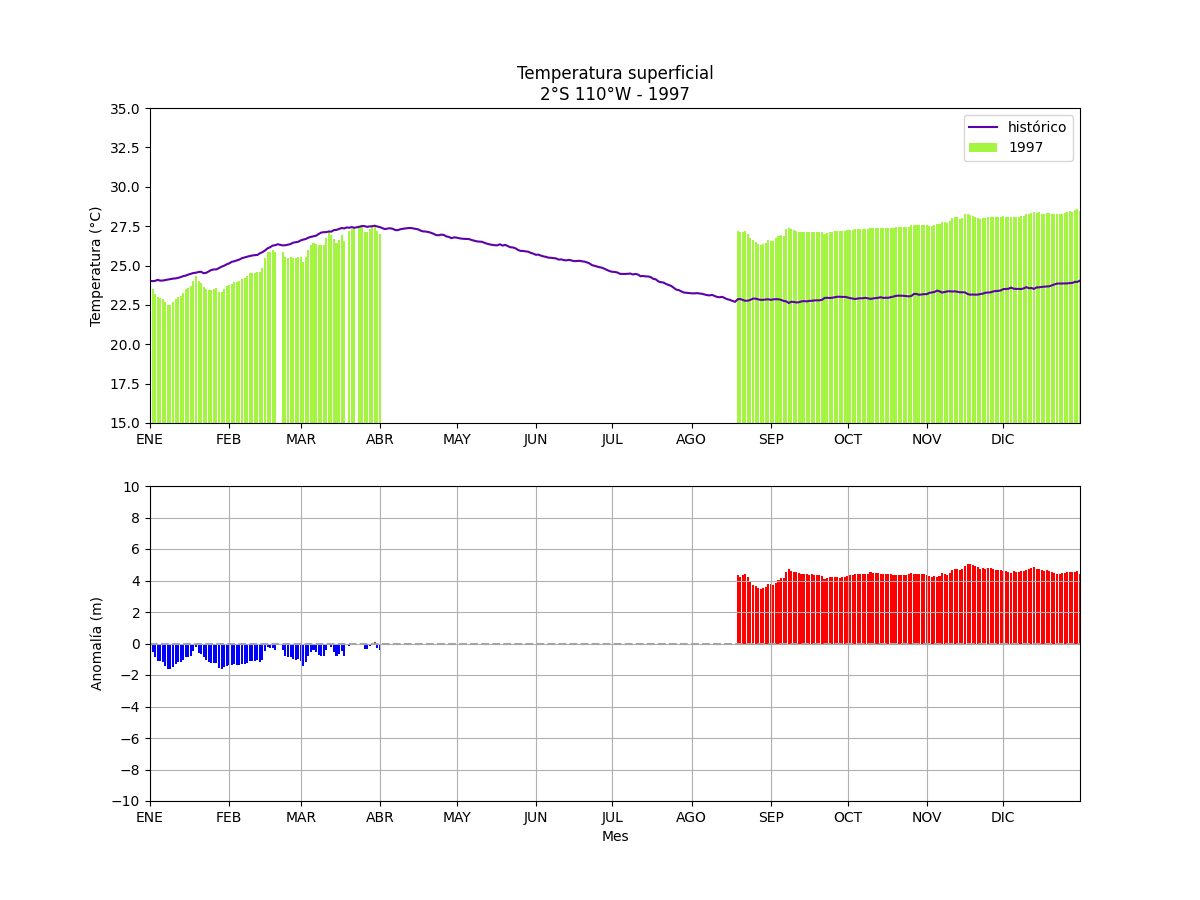 Temperatura superficial
2°S 110°W - 1997
35.0
32.5
30.0
27.5
25.0
22.5
20.0
17.5
15.0
Temperatura (°C)
histórico
1997
ENE FEB MAR ABR MAY JUN JUL AGO SEP OCT NOV DIC
10
8
6
4
2
0
−2
−4
−6
−8
−10
Anomalía (m)
ENE FEB MAR ABR MAY JUN JUL AGO SEP OCT NOV DIC
Mes